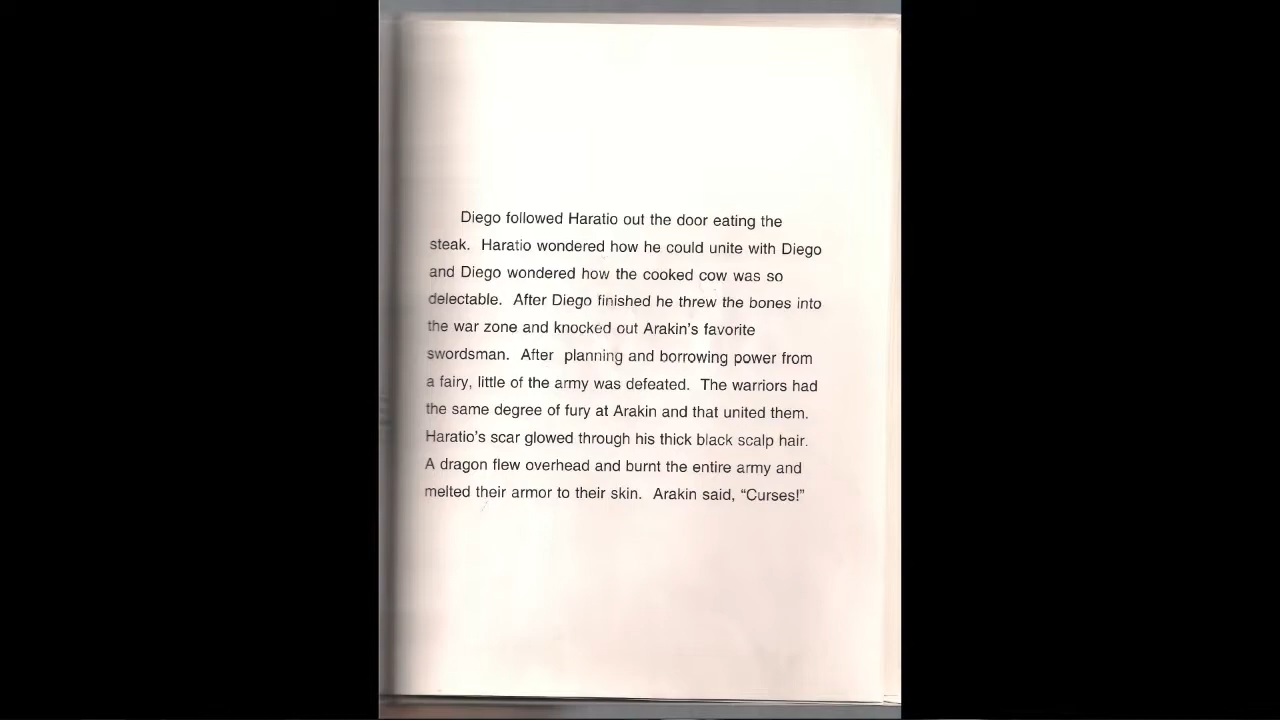 Diego followed Haratio out the door eating the
steak.  Haratio wondered how he could unite with Diego
and Diego wondered how the cooked cow was so
delectable.  After Diego finished he threw the bones into
the war zone and knocked out Arakin's favorite
swordsman.  After  planning and borrowing power from
a fairy, little of the army was defeated.  The warriors had
the same degree of fury at Arakin and that united them.
Haratio's scar glowed through his thick black scalp hair.
A dragon flew overhead and burnt the entire army and
melted their armor to their skin.  Arakin said, “Curses!”